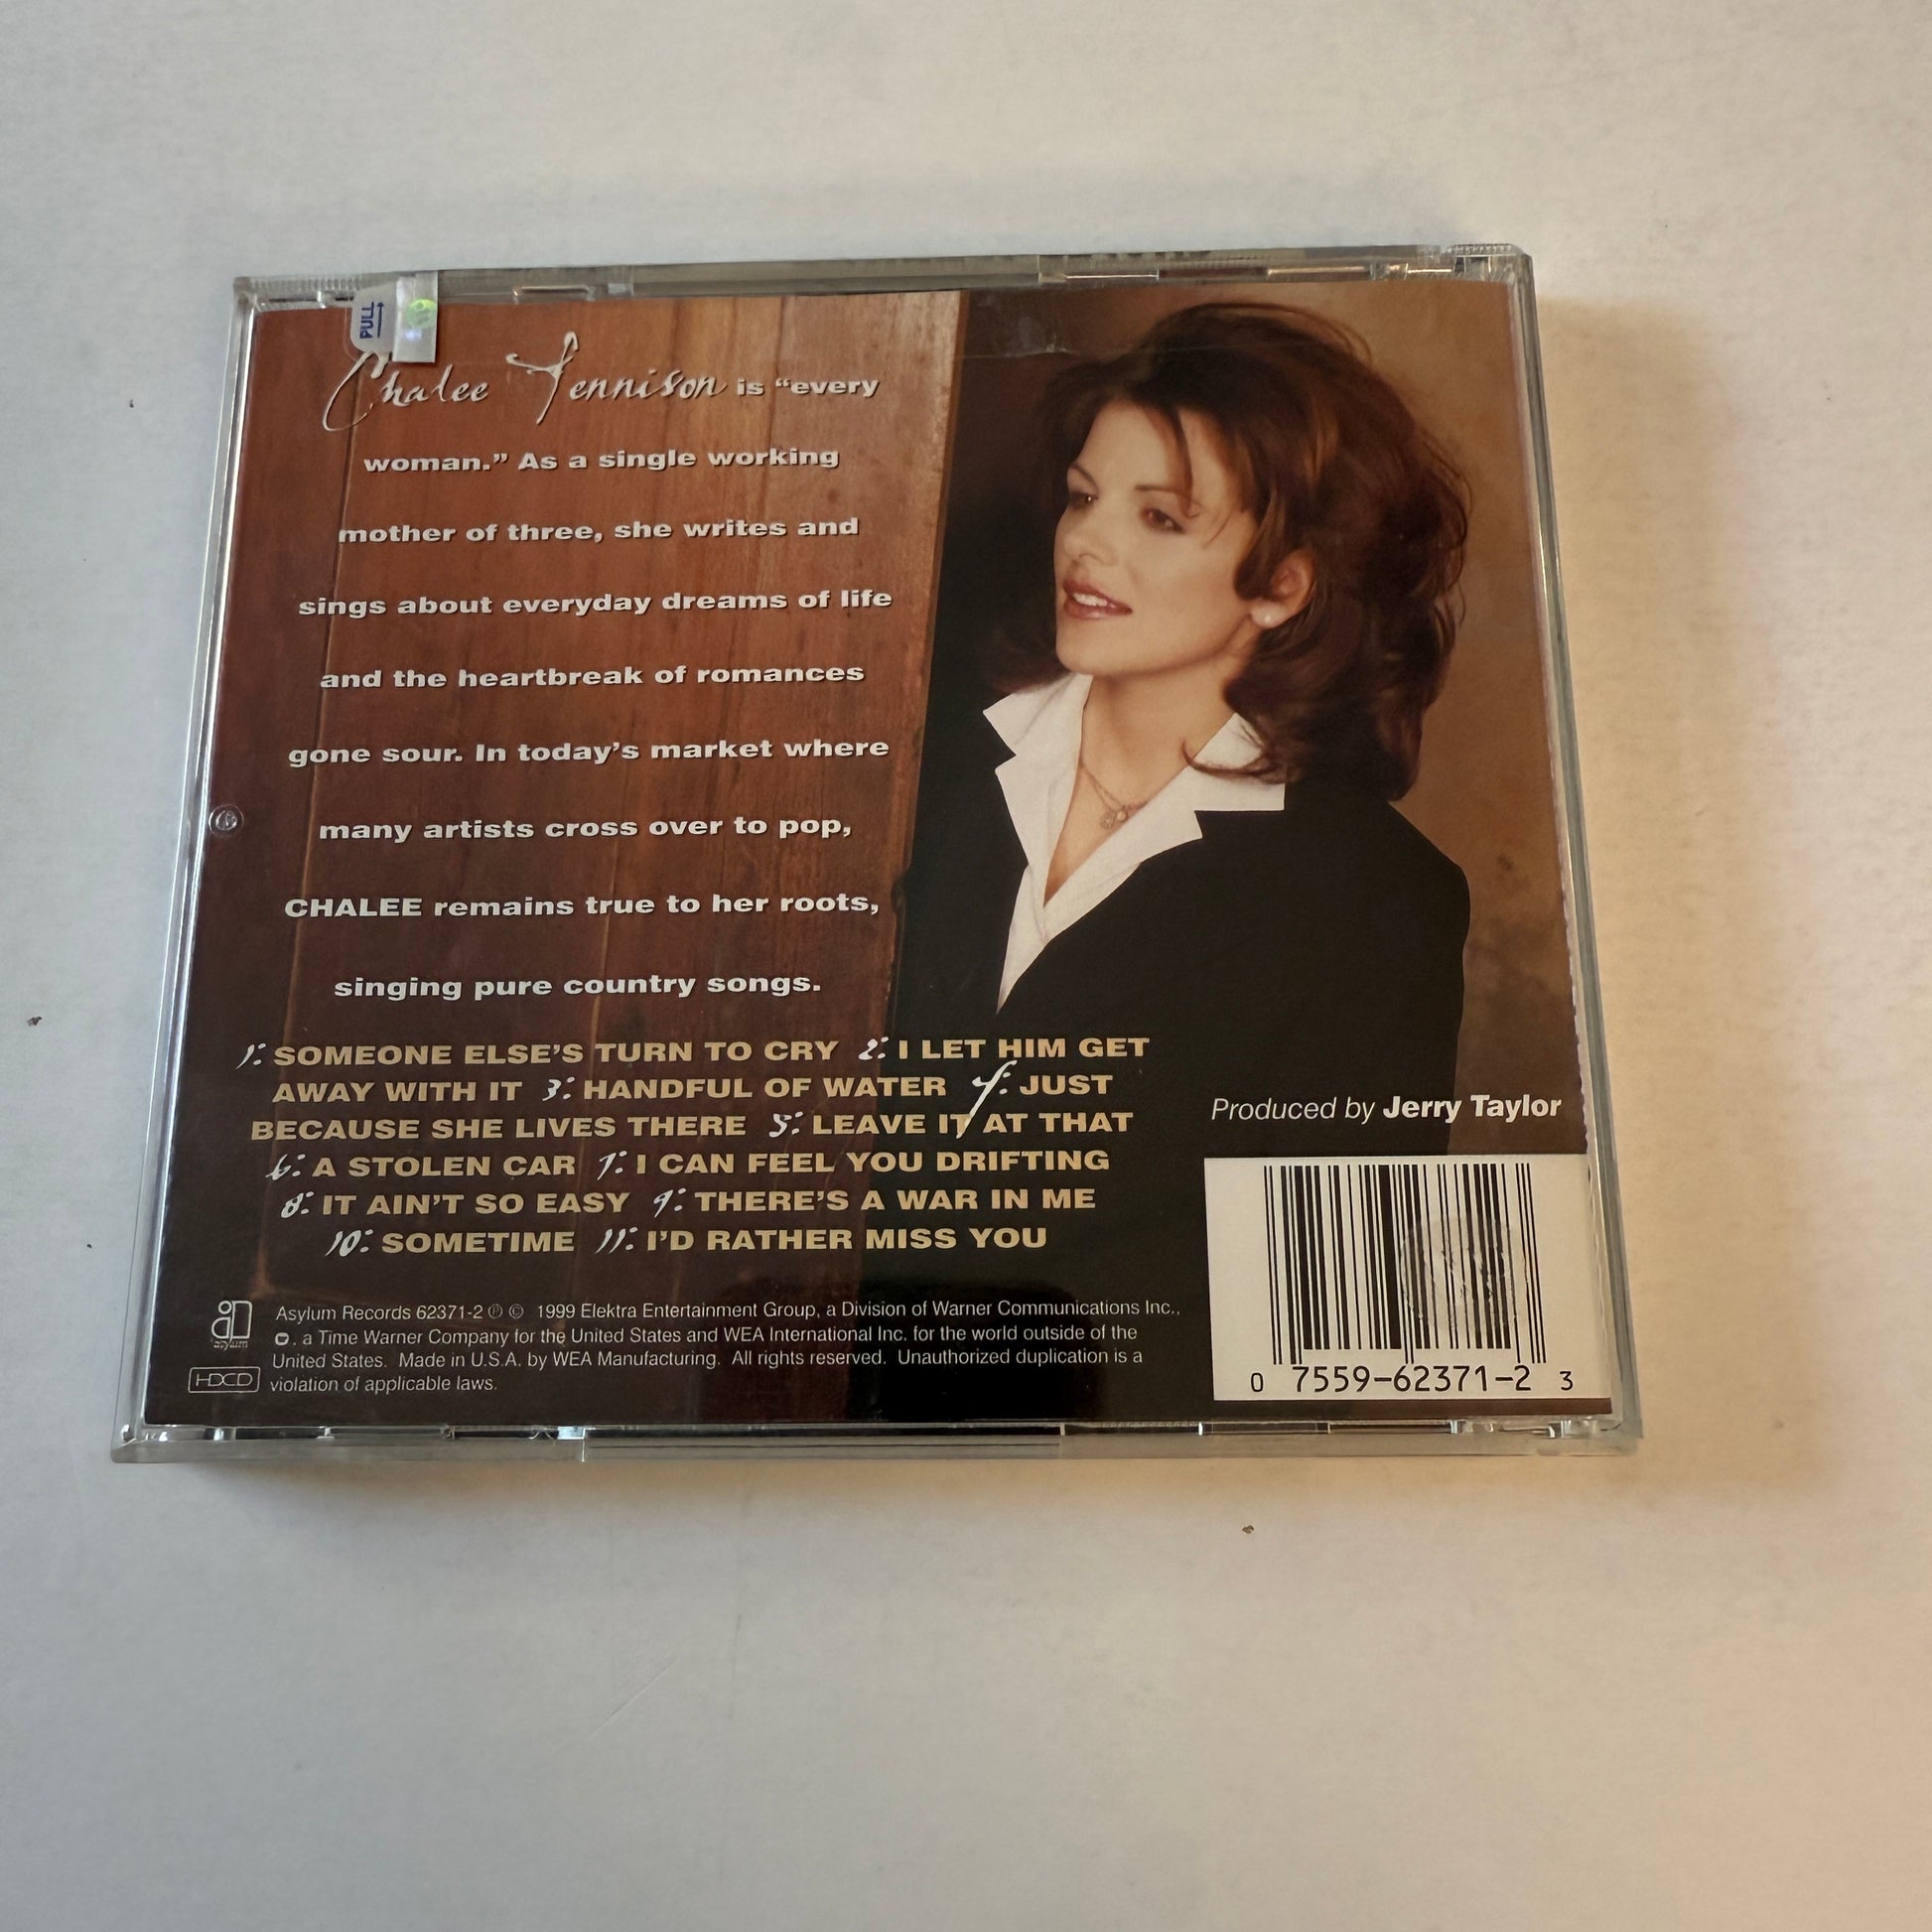 PULL
Chalee Tennison is “every
woman.” As a single working
mother of three, she writes and
sings about everyday dreams of life
and the heartbreak of romances
gone sour. In today’s market where
many artists cross over to pop,
CHALEE remains true to her roots,
singing pure country songs.
1: SOMEONE ELSE’S TURN TO CRY 2: I LET HIM GET
AWAY WITH IT 3: HANDFUL OF WATER 4: JUST
BECAUSE SHE LIVES THERE 5: LEAVE IT AT THAT
6: A STOLEN CAR 7: I CAN FEEL YOU DRIFTING
8: IT AIN’T SO EASY 9: THERE’S A WAR IN ME
10: SOMETIME 11: I’D RATHER MISS YOU
Produced by Jerry Taylor
asylum
HDCD
Asylum Records 62371-2 ℗ © 1999 Elektra Entertainment Group, a Division of Warner Communications Inc.,
. a Time Warner Company for the United States and WEA International Inc. for the world outside of the
United States. Made in U.S.A. by WEA Manufacturing. All rights reserved. Unauthorized duplication is a
violation of applicable laws.
0 7559-62371-2 3